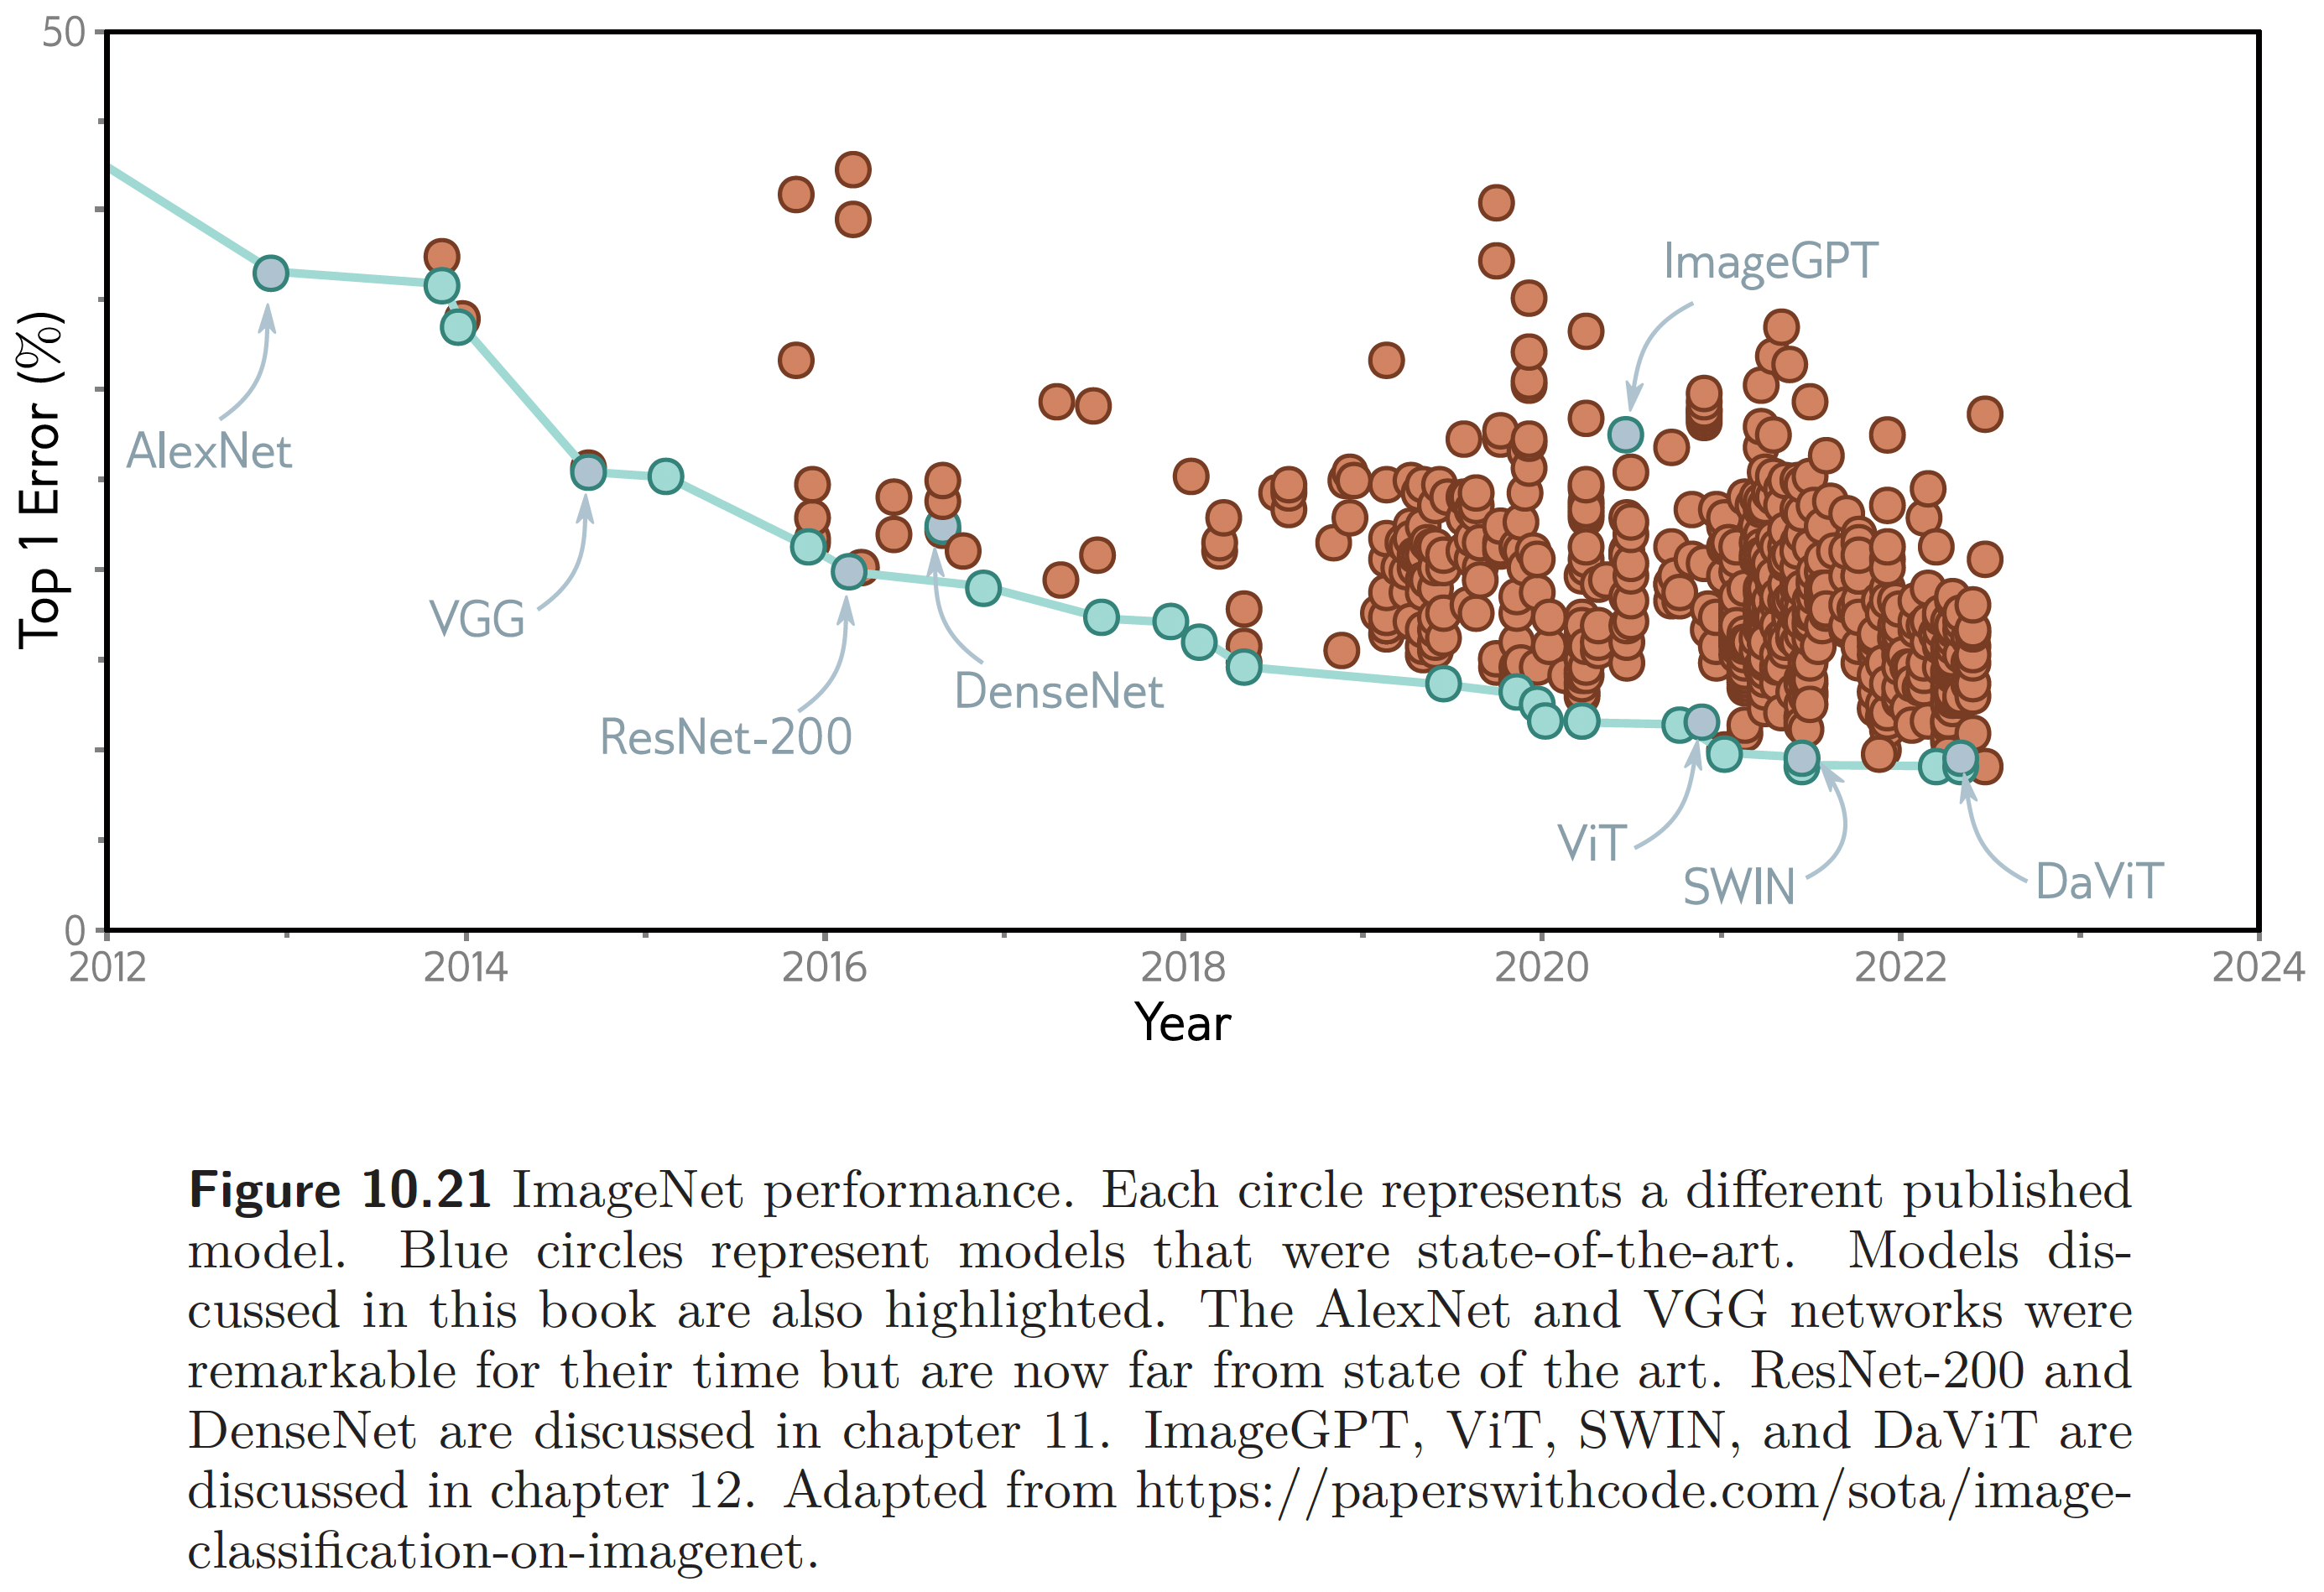 50
ImageGPT
AlexNet
Top 1 Error (%)
VGG
DenseNet
ResNet-200
ViT
SWIN
DaViT
0
2012 2014 2016 2018 2020 2022 2024
Year
Figure 10.21 ImageNet performance. Each circle represents a different published
model. Blue circles represent models that were state-of-the-art. Models dis-
cussed in this book are also highlighted. The AlexNet and VGG networks were
remarkable for their time but are now far from state of the art. ResNet-200 and
DenseNet are discussed in chapter 11. ImageGPT, ViT, SWIN, and DaViT are
discussed in chapter 12. Adapted from https://paperswithcode.com/sota/image-
classification-on-imagenet.